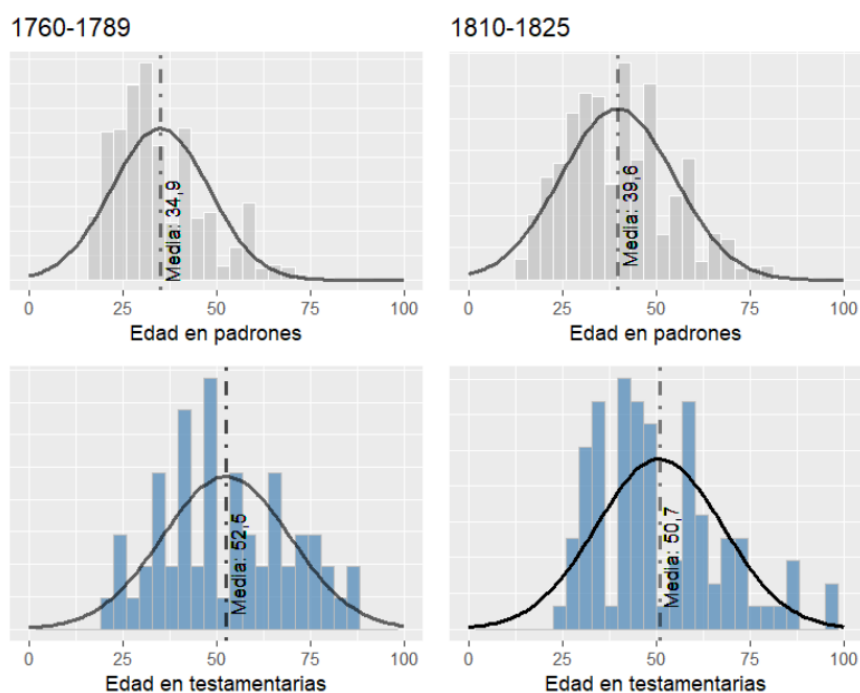 1760-1789
1810-1825
Media: 34,9
Media: 39,6
0 25 50 75 100
0 25 50 75 100
Edad en padrones
Edad en padrones
Media: 52,5
Media: 50,7
0 25 50 75 100
0 25 50 75 100
Edad en testamentarias
Edad en testamentarias